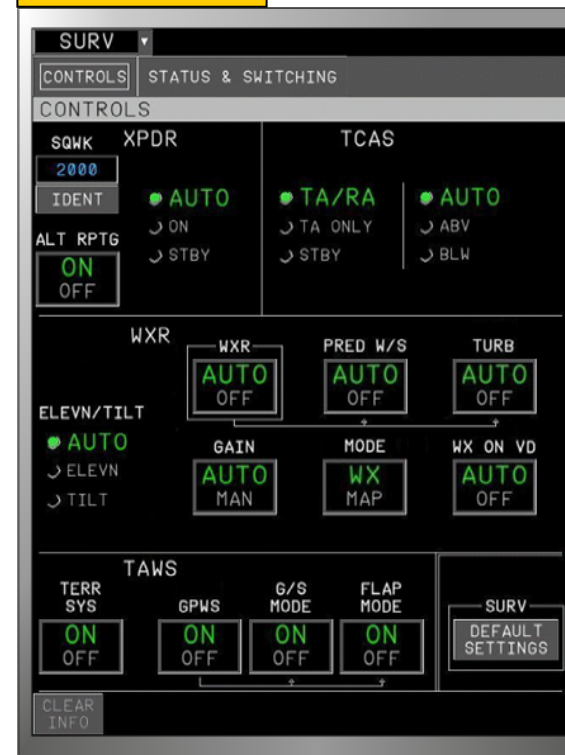 SURV
CONTROLS STATUS & SWITCHING
CONTROLS
SQWK XPDR TCAS
2000
IDENT AUTO TA/RA AUTO
ON TA ONLY ABV
ALT RPTG
STBY STBY BLW
ON
OFF
WXR
WXR PRED W/S TURB
AUTO AUTO AUTO
OFF OFF OFF
ELEVN/TILT
AUTO GAIN MODE WX ON VD
ELEVN AUTO WX AUTO
TILT MAN MAP OFF
TAWS
TERR SYS GPWS G/S MODE FLAP MODE SURV
ON ON ON ON DEFAULT
OFF OFF OFF OFF SETTINGS
CLEAR
INFO